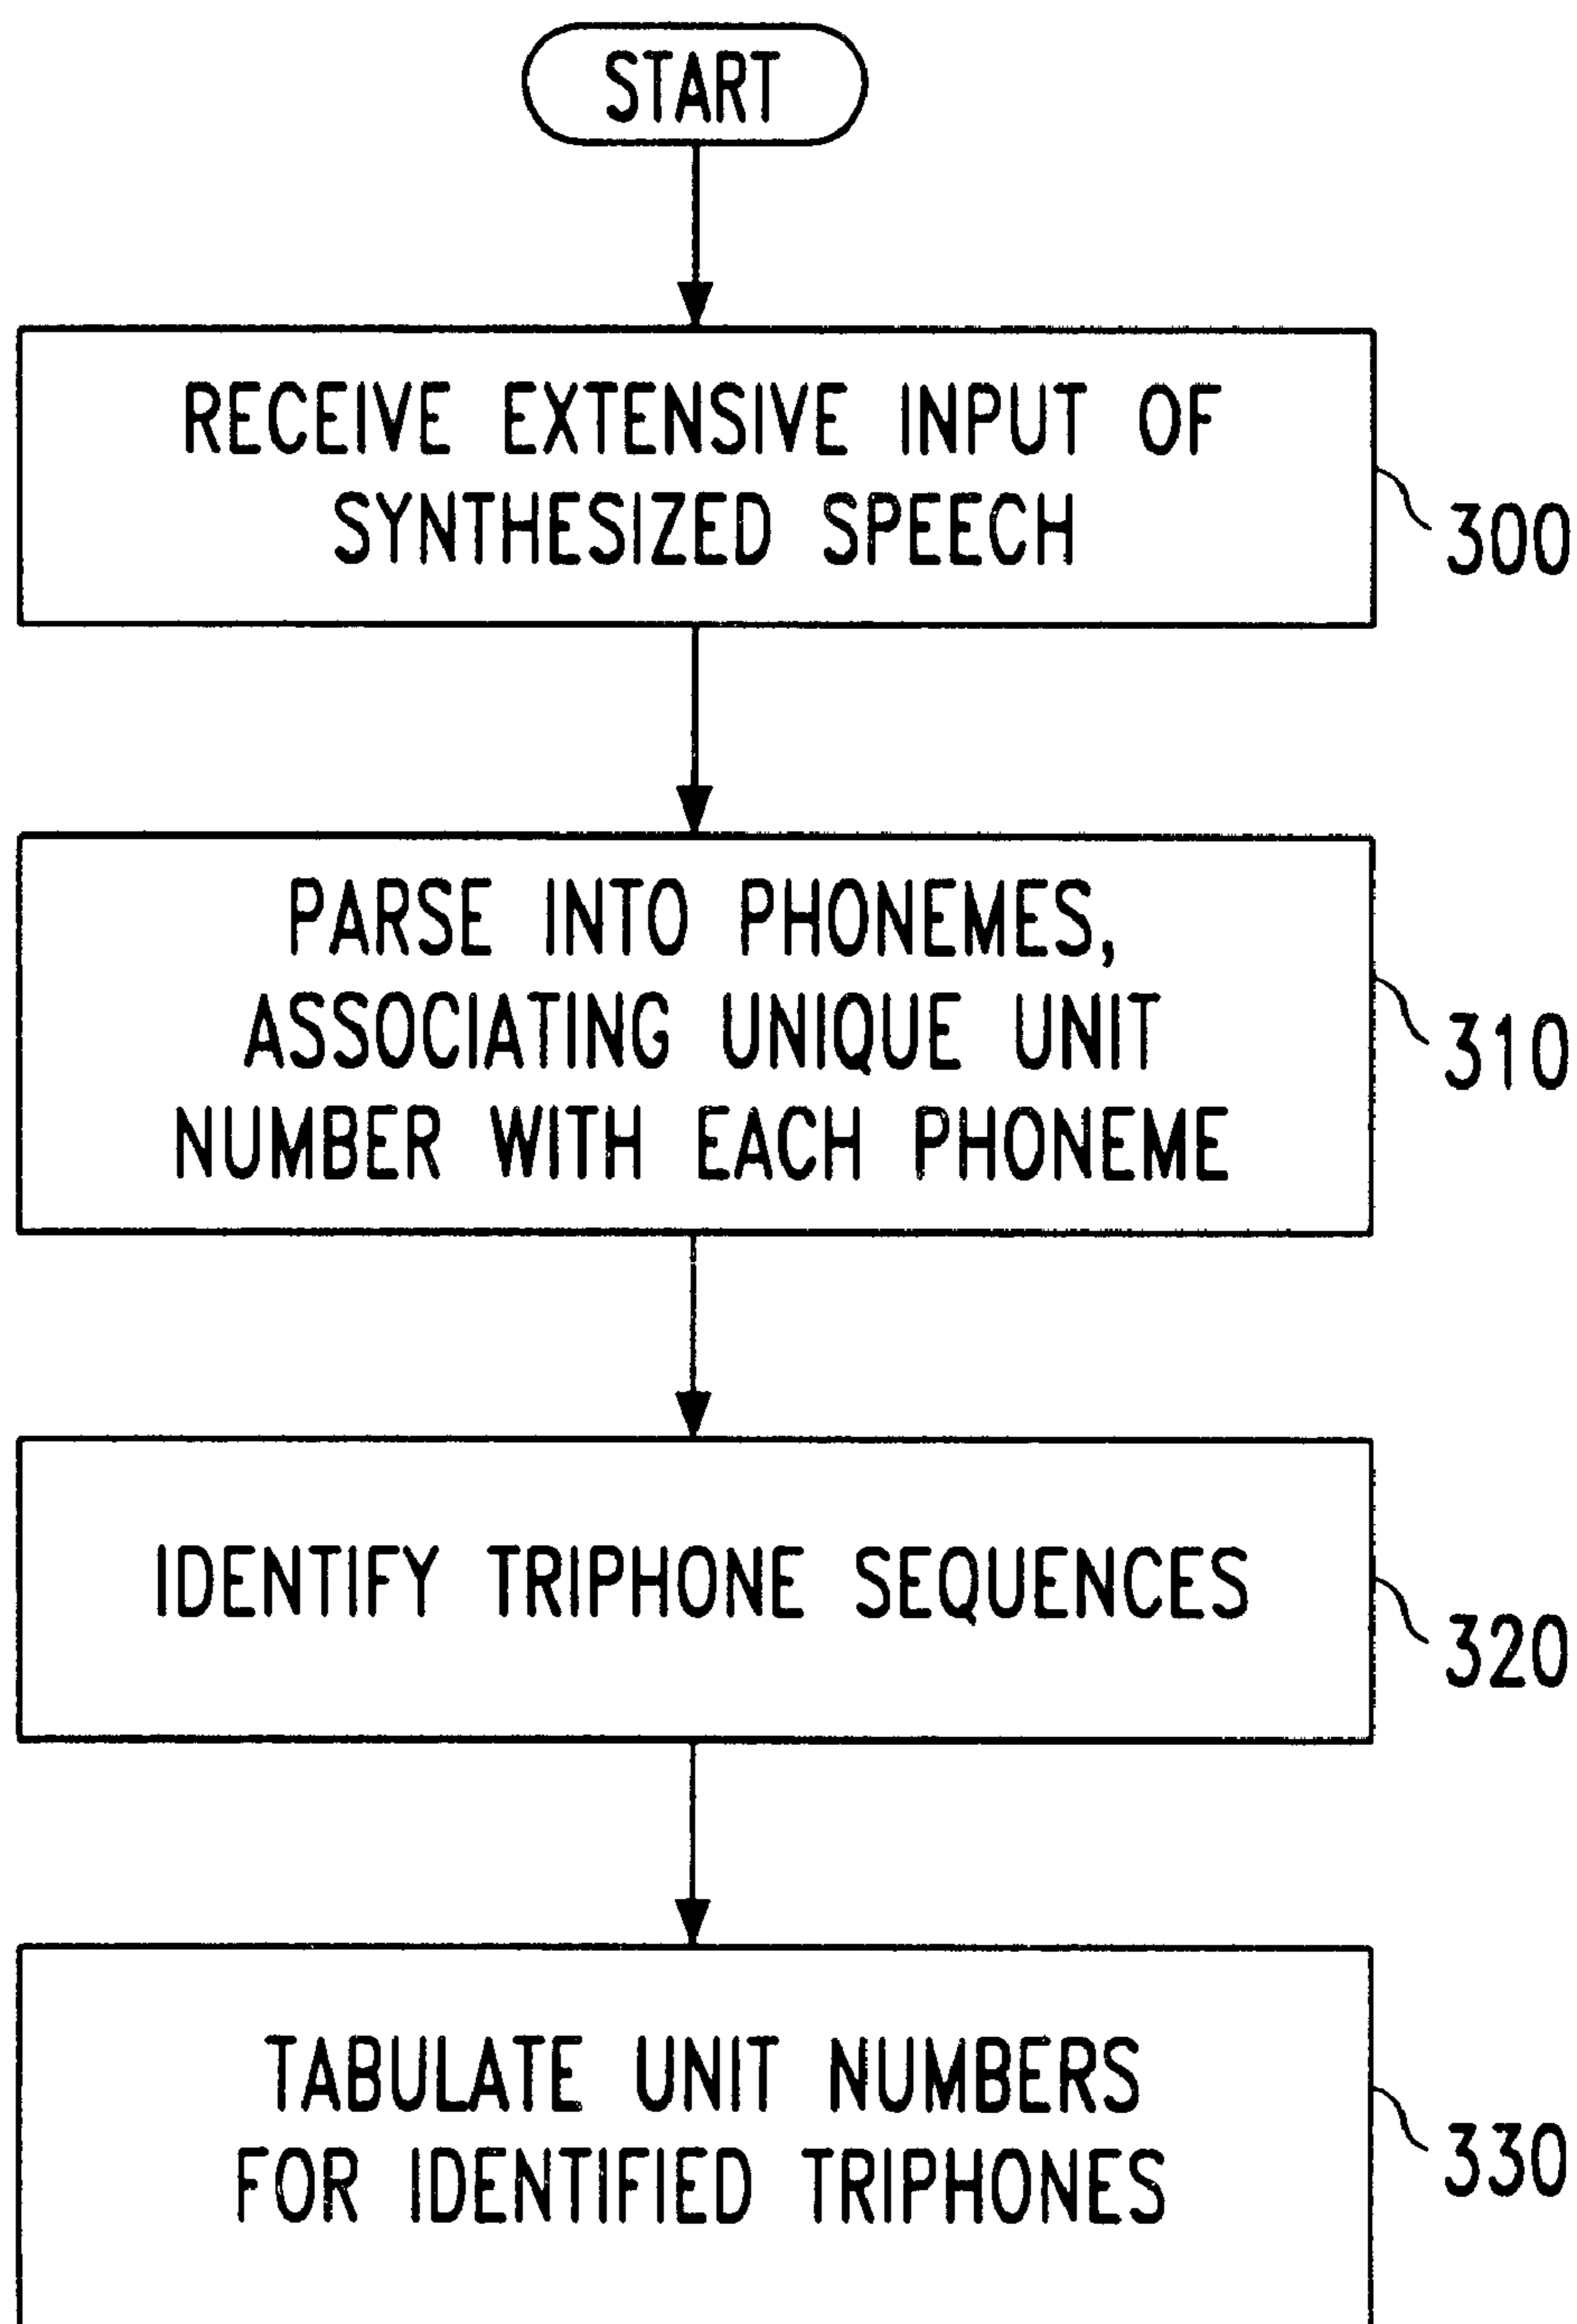 START
RECEIVE EXTENSIVE INPUT OF
SYNTHESIZED SPEECH
300
PARSE INTO PHONEMES,
ASSOCIATING UNIQUE UNIT
NUMBER WITH EACH PHONEME
310
IDENTIFY TRIPHONE SEQUENCES
320
TABULATE UNIT NUMBERS
FOR IDENTIFIED TRIPHONES
330